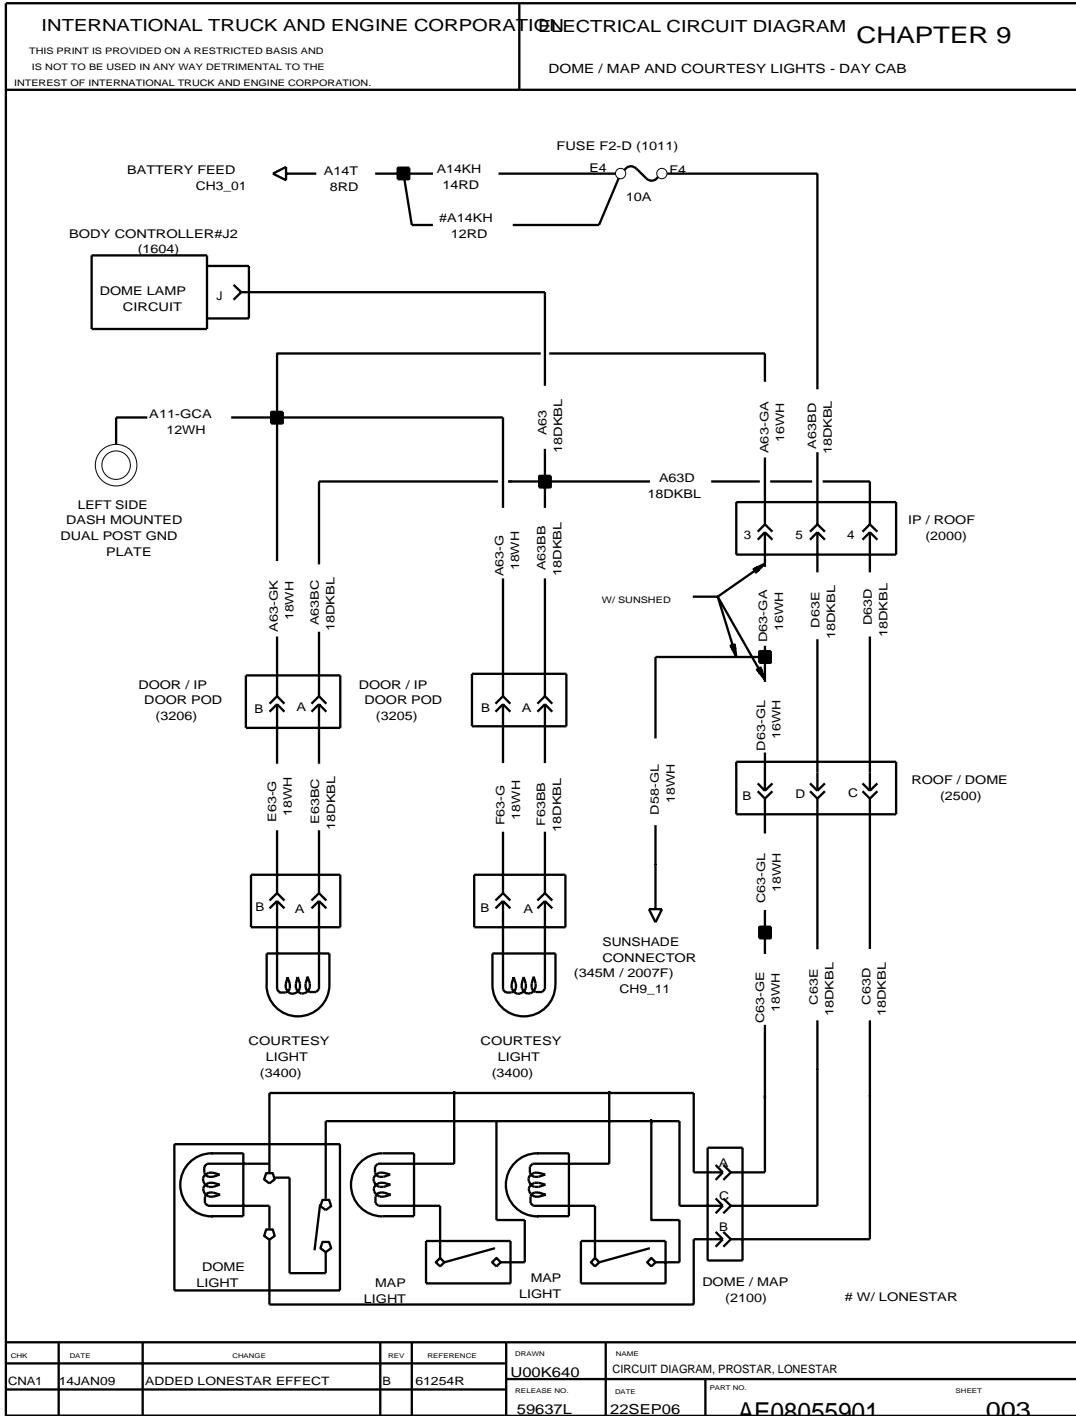 INTERNATIONAL TRUCK AND ENGINE CORPORATION
ELECTRICAL CIRCUIT DIAGRAM
CHAPTER 9
THIS PRINT IS PROVIDED ON A RESTRICTED BASIS AND
IS NOT TO BE USED IN ANY WAY DETRIMENTAL TO THE
INTEREST OF INTERNATIONAL TRUCK AND ENGINE CORPORATION.
DOME / MAP AND COURTESY LIGHTS - DAY CAB
FUSE F2-D (1011)
BATTERY FEED
CH3_01
A14T
8RD
A14KH
14RD
E4
F4
10A
#A14KH
12RD
BODY CONTROLLER#J2
(1604)
DOME LAMP
CIRCUIT
J
A11-GCA
12WH
LEFT SIDE
DASH MOUNTED
DUAL POST GND
PLATE
A63
18DKBL
A63-GA
16WH
A63BD
18DKBL
A63D
18DKBL
IP / ROOF
(2000)
3
5
4
A63-G
18WH
A63BB
18DKBL
A63-GK
18WH
A63BC
18DKBL
W/ SUNSHED
D63-GA
16WH
D63E
18DKBL
D63D
18DKBL
DOOR / IP
DOOR POD
(3206)
B
A
DOOR / IP
DOOR POD
(3205)
B
A
D63-GL
16WH
D58-GL
18WH
ROOF / DOME
(2500)
B
D
C
E63-G
18WH
E63BC
18DKBL
F63-G
18WH
F63BB
18DKBL
C63-GL
18WH
B
A
B
A
SUNSHADE
CONNECTOR
(345M / 2007F)
CH9_11
C63-GE
18WH
C63E
18DKBL
C63D
18DKBL
COURTESY
LIGHT
(3400)
COURTESY
LIGHT
(3400)
A
C
B
DOME
LIGHT
MAP
LIGHT
MAP
LIGHT
DOME / MAP
(2100)
# W/ LONESTAR
CHK DATE CHANGE REV REFERENCE
CNA1 14JAN09 ADDED LONESTAR EFFECT B 61254R
DRAWN
U00K640
NAME
CIRCUIT DIAGRAM, PROSTAR, LONESTAR
RELEASE NO.
59637L
DATE
22SEP06
PART NO.
AE08055901
SHEET
003